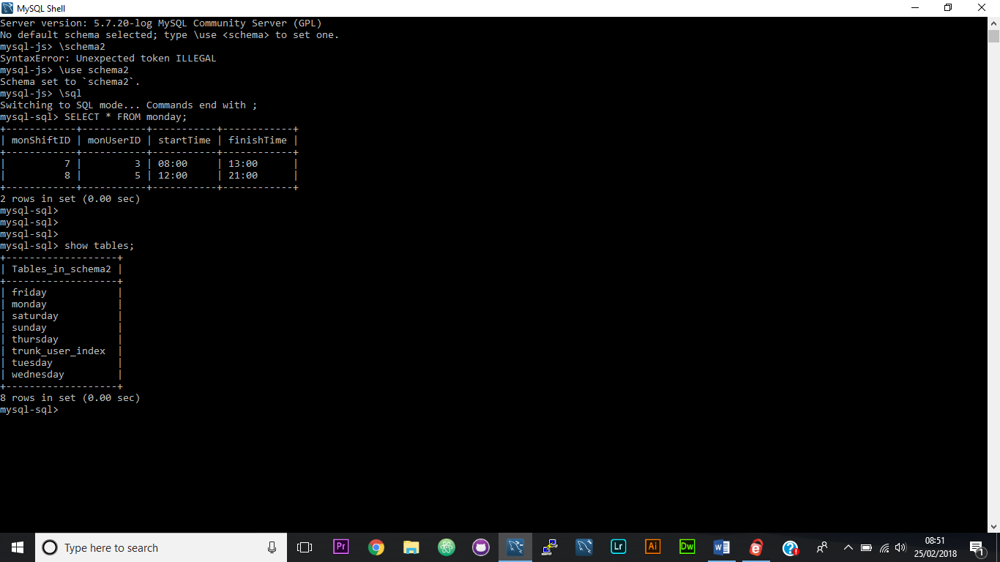 MySQL Shell
Server version: 5.7.20-log MySQL Community Server (GPL)
No default schema selected; type \use <schema> to set one.
mysql-js> \schema2
SyntaxError: Unexpected token ILLEGAL
mysql-js> \use schema2
Schema set to `schema2`.
mysql-js> \sql
Switching to SQL mode... Commands end with ;
mysql-sql> SELECT * FROM monday;
+------------+-----------+-----------+------------+
| monShiftID | monUserID | startTime | finishTime |
+------------+-----------+-----------+------------+
|          7 |         3 | 08:00     | 13:00      |
|          8 |         5 | 12:00     | 21:00      |
+------------+-----------+-----------+------------+
2 rows in set (0.00 sec)
mysql-sql>
mysql-sql>
mysql-sql>
mysql-sql> show tables;
+-------------------+
| Tables_in_schema2 |
+-------------------+
| friday            |
| monday            |
| saturday          |
| sunday            |
| thursday          |
| trunk_user_index  |
| tuesday           |
| wednesday         |
+-------------------+
8 rows in set (0.00 sec)
mysql-sql>
Type here to search
Pr
Lr
Ai
Dw
08:51
25/02/2018
1